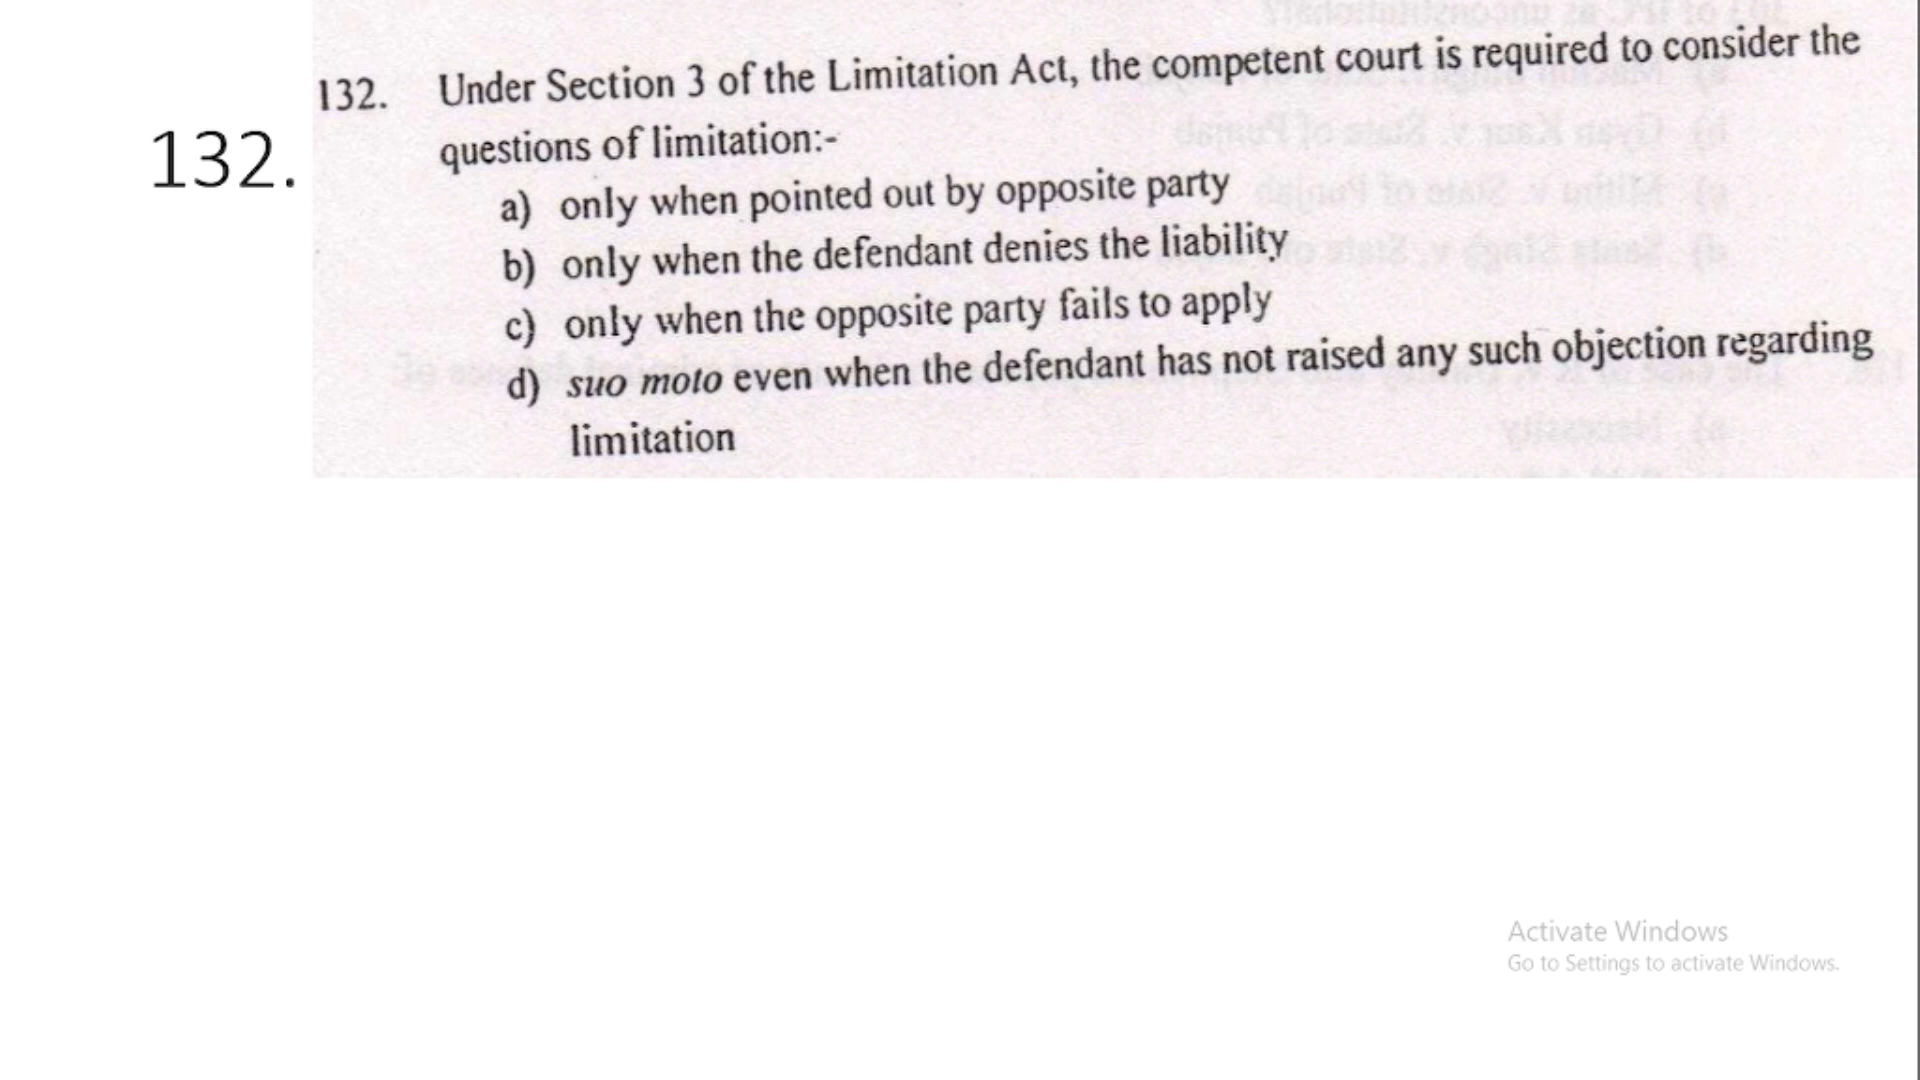 132.
132. Under Section 3 of the Limitation Act, the competent court is required to consider the
questions of limitation:-
a) only when pointed out by opposite party
b) only when the defendant denies the liability
c) only when the opposite party fails to apply
d) suo moto even when the defendant has not raised any such objection regarding
limitation
Activate Windows
Go to Settings to activate Windows.